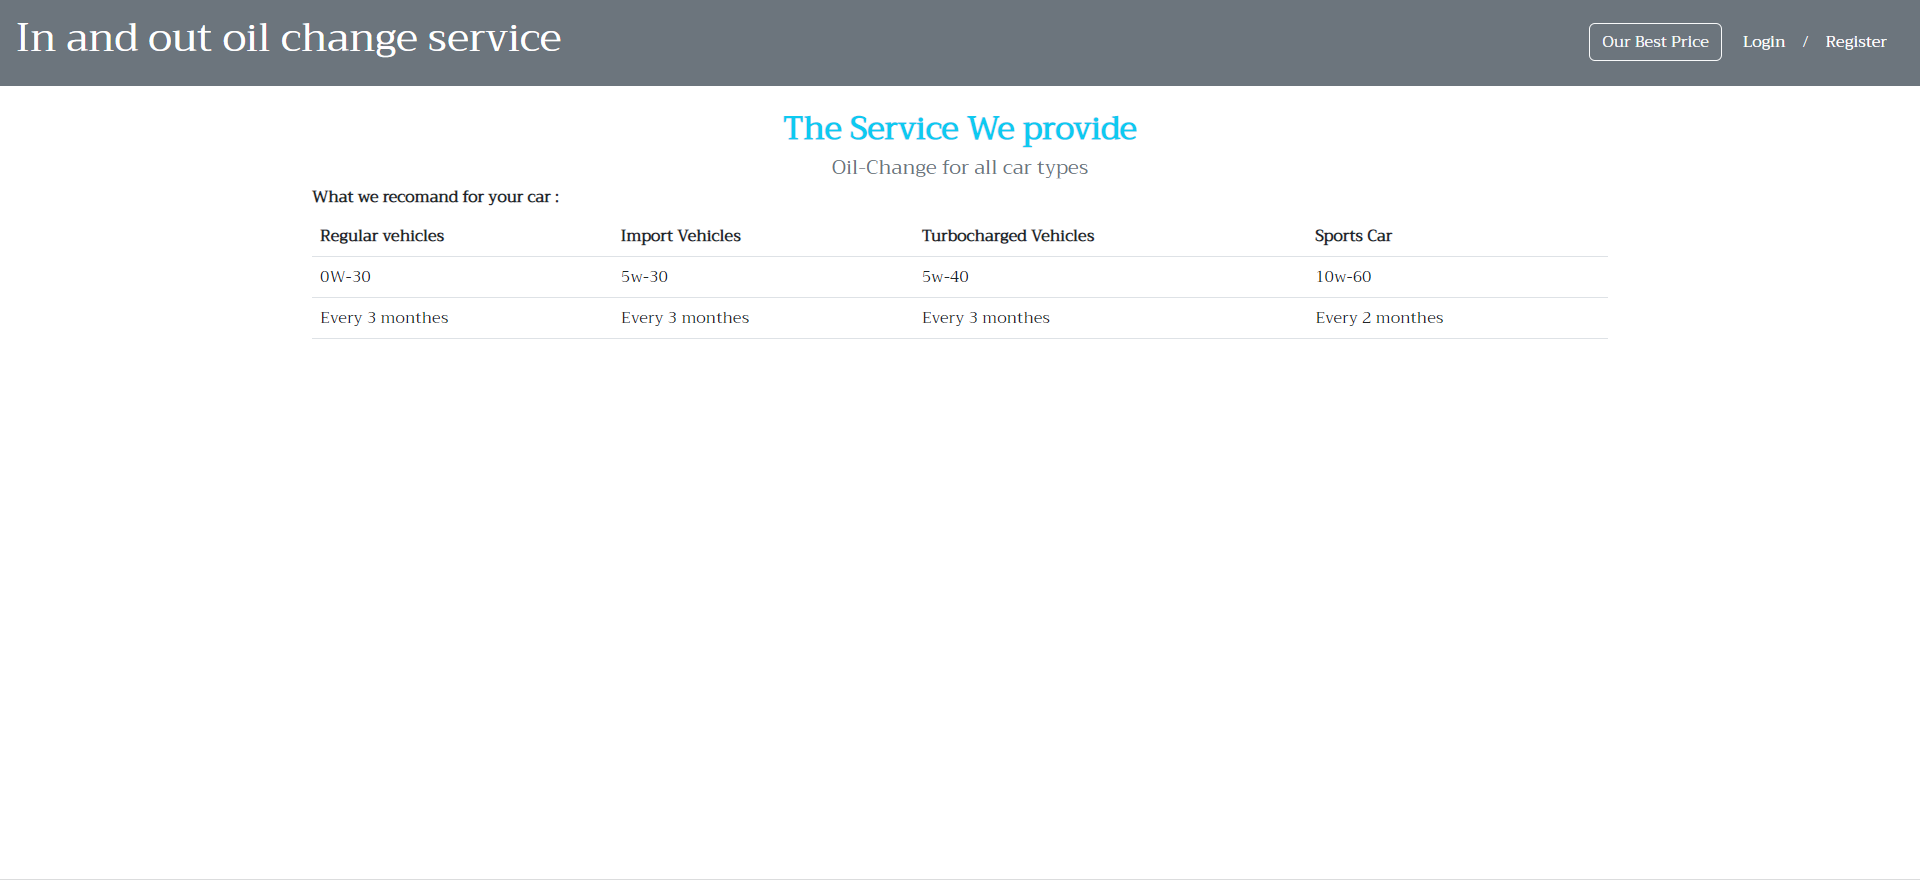 In and out oil change service
Our Best Price Login / Register
The Service We provide
Oil-Change for all car types
What we recomand for your car :
Regular vehicles Import Vehicles Turbocharged Vehicles Sports Car
0W-30 5w-30 5w-40 10w-60
Every 3 monthes Every 3 monthes Every 3 monthes Every 2 monthes